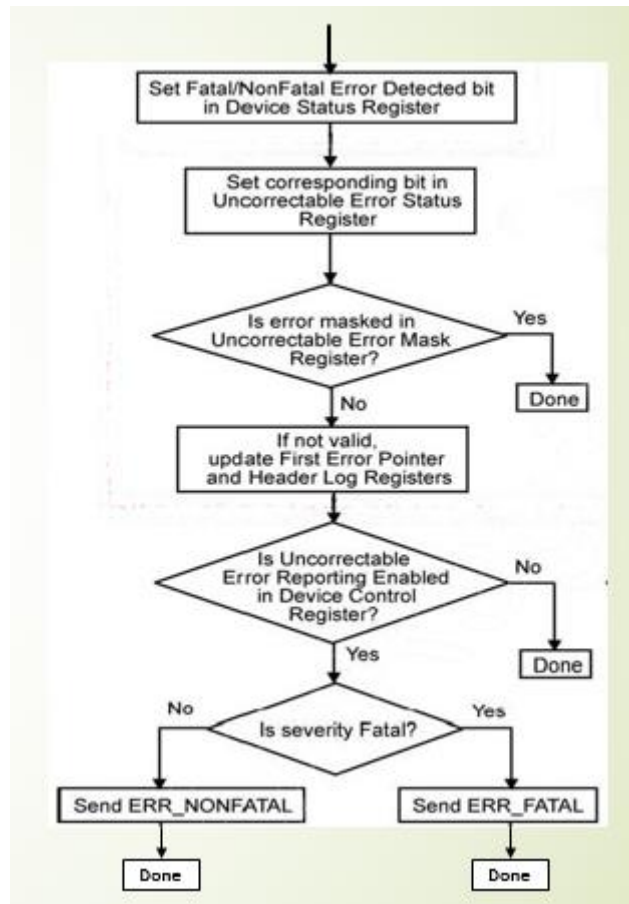 Set Fatal/NonFatal Error Detected bit
in Device Status Register
Set corresponding bit in
Uncorrectable Error Status
Register
Is error masked in
Uncorrectable Error Mask
Register?
Yes
Done
No
If not valid,
update First Error Pointer
and Header Log Registers
Is Uncorrectable
Error Reporting Enabled
in Device Control
Register?
No
Done
Yes
Is severity Fatal?
No
Yes
Send ERR_NONFATAL
Send ERR_FATAL
Done
Done